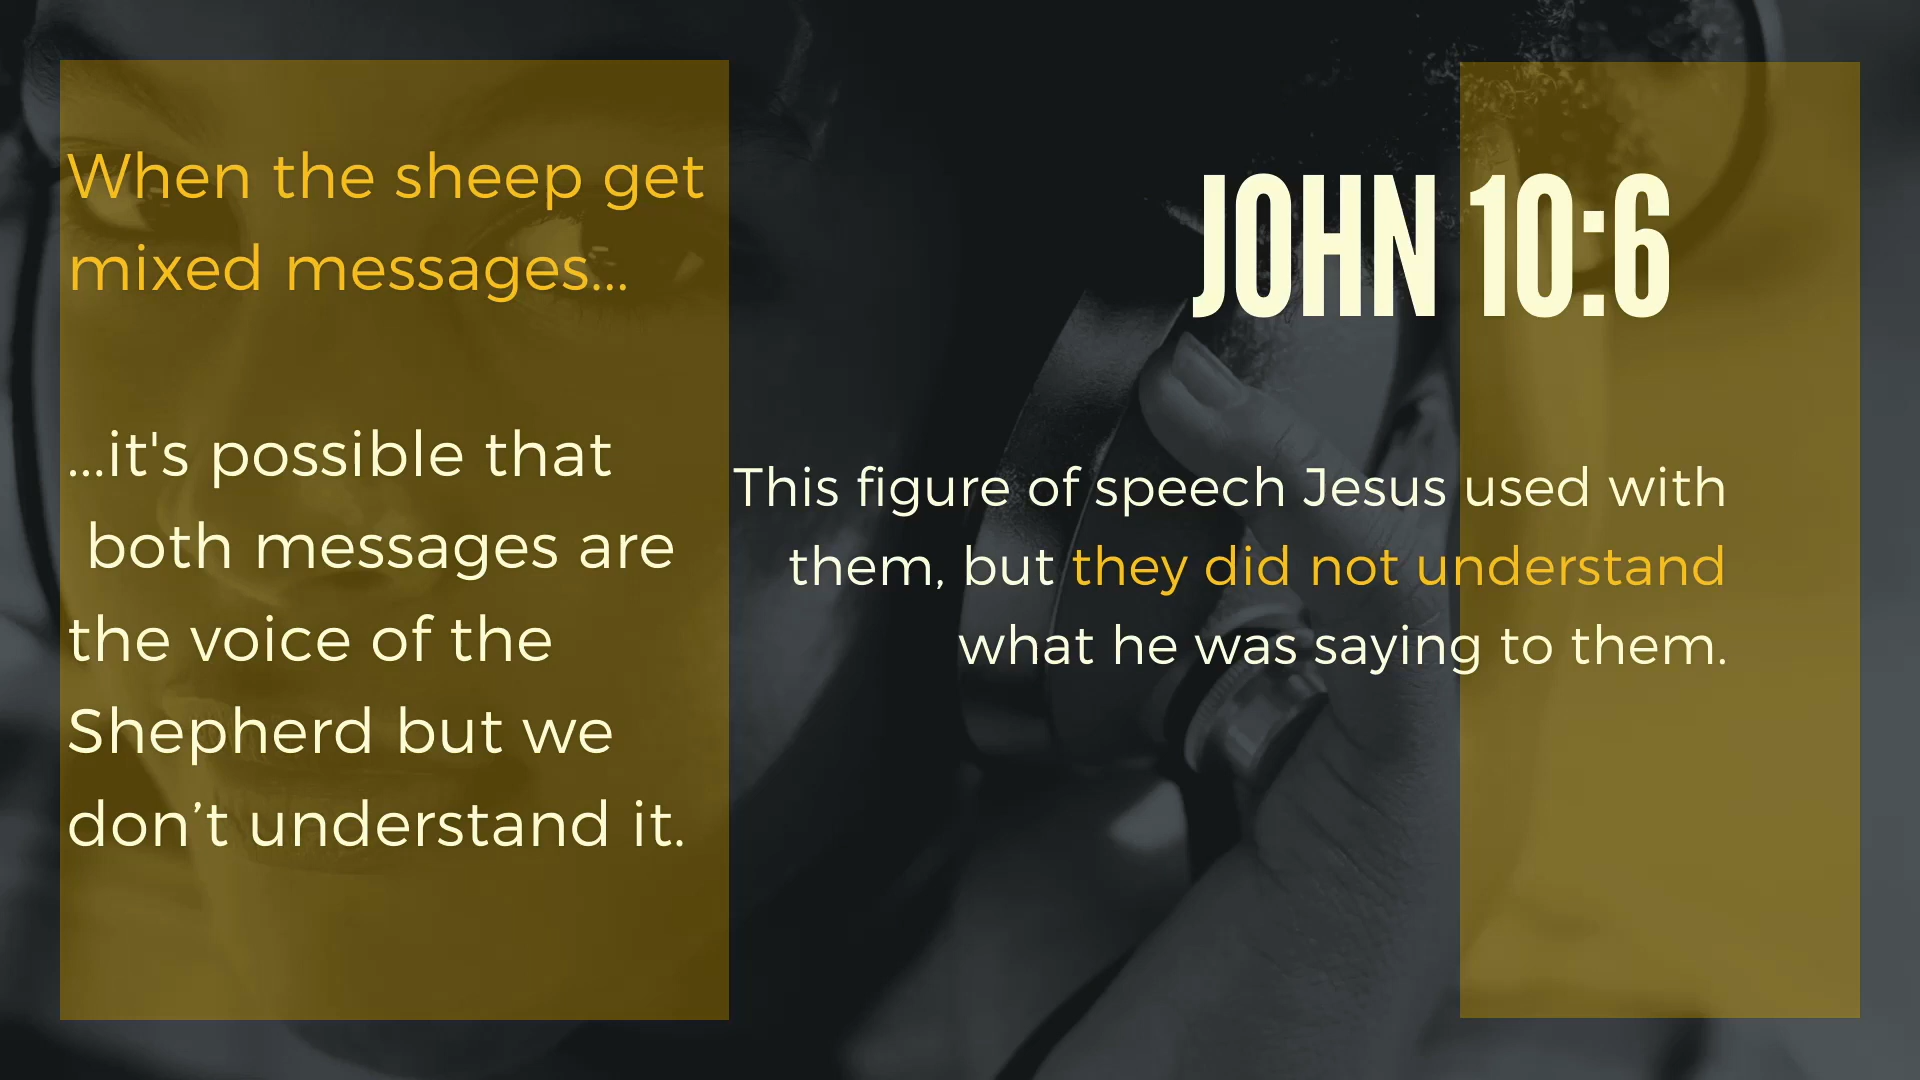 When the sheep get
mixed messages...
...it's possible that
both messages are
the voice of the
Shepherd but we
don’t understand it.
JOHN 10:6
This figure of speech Jesus used with
them, but they did not understand
what he was saying to them.